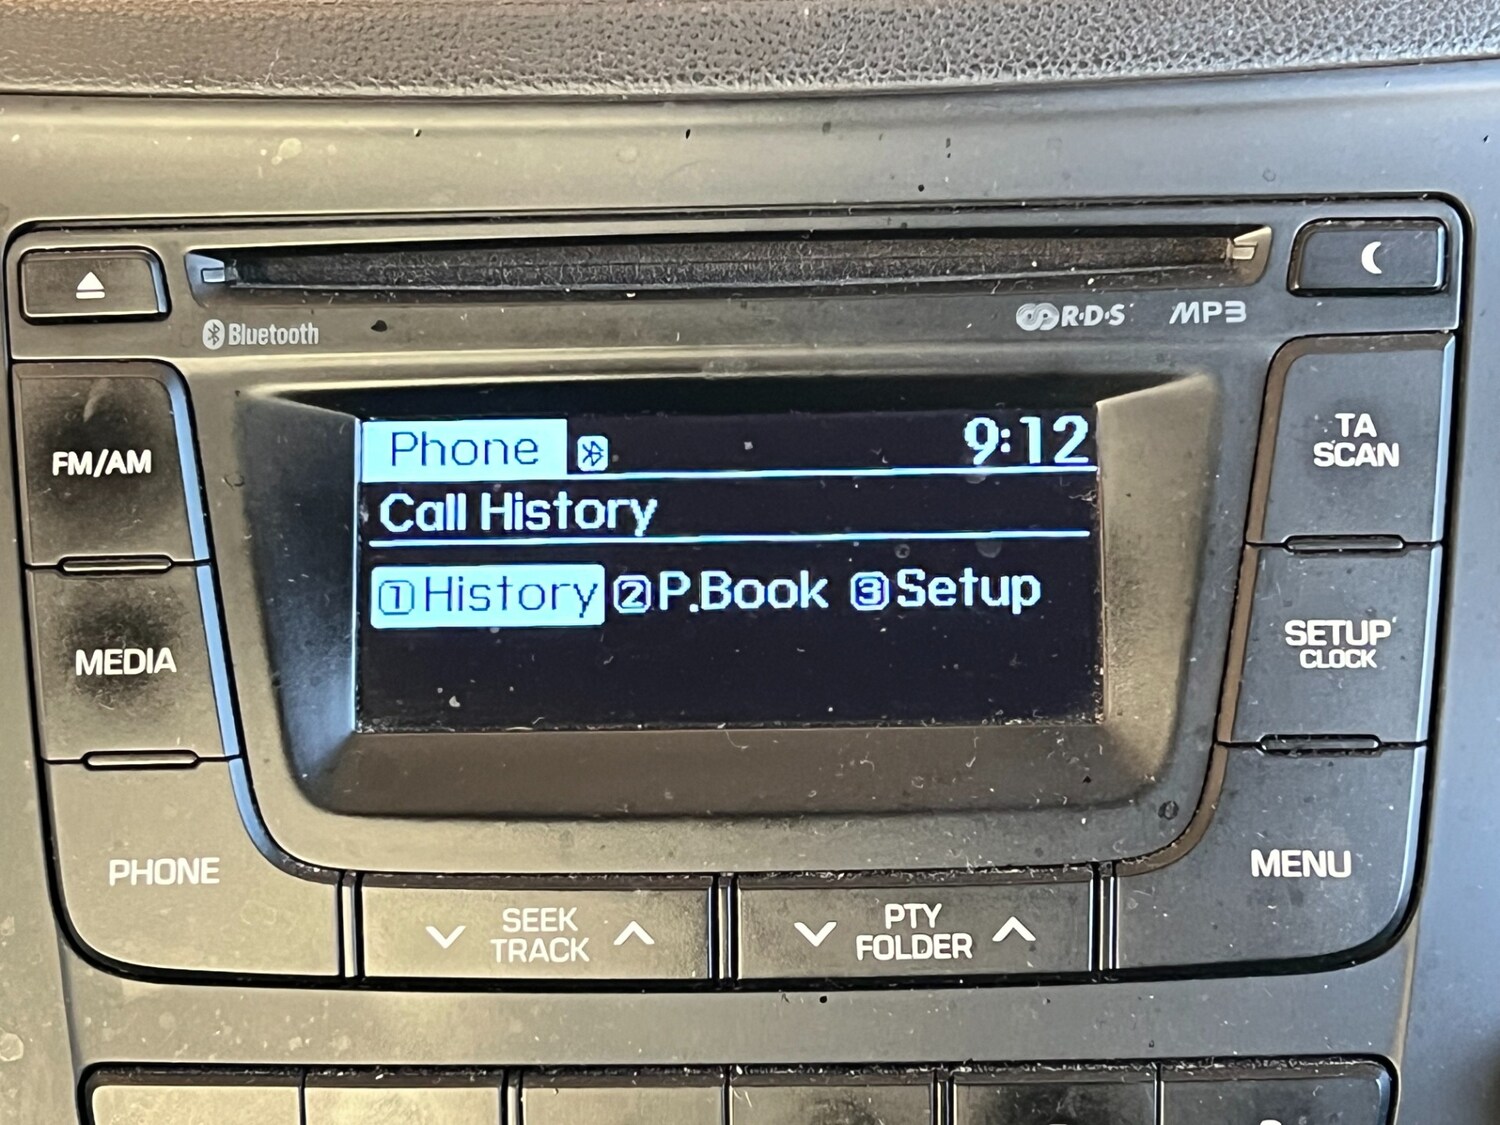 Bluetooth
R·D·S
MP3
FM/AM
MEDIA
PHONE
Phone 9:12
Call History
1 History 2 P.Book 3 Setup
TA
SCAN
SETUP
CLOCK
MENU
SEEK
TRACK
PTY
FOLDER